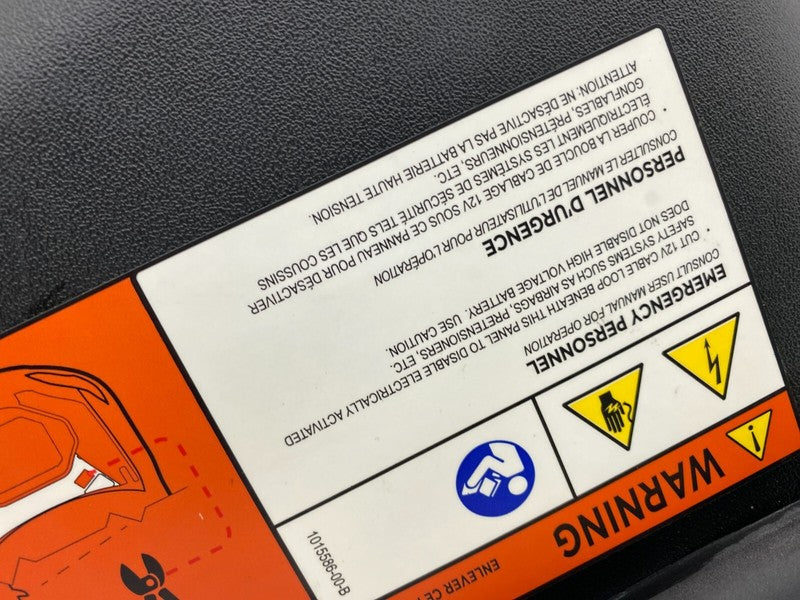 WARNING
ENLEVER CE
1015586-00-B
EMERGENCY PERSONNEL
CONSULT USER MANUAL FOR OPERATION
• CUT 12V CABLE LOOP BENEATH THIS PANEL TO DISABLE ELECTRICALLY ACTIVATED
SAFETY SYSTEMS SUCH AS AIRBAGS, PRETENSIONERS, ETC.
DOES NOT DISABLE HIGH VOLTAGE BATTERY. USE CAUTION.
PERSONNEL D'URGENCE
CONSULTER LE MANUEL DE L'UTILISATEUR POUR L'OPÉRATION
• COUPER LA BOUCLE DE CABLAGE 12V SOUS CE PANNEAU POUR DÉSACTIVER
ÉLECTRIQUEMENT LES SYSTÈMES DE SÉCURITÉ TELS QUE LES COUSSINS
GONFLABLES, PRÉTENSIONNEURS, ETC.
ATTENTION: NE DÉSACTIVE PAS LA BATTERIE HAUTE TENSION.